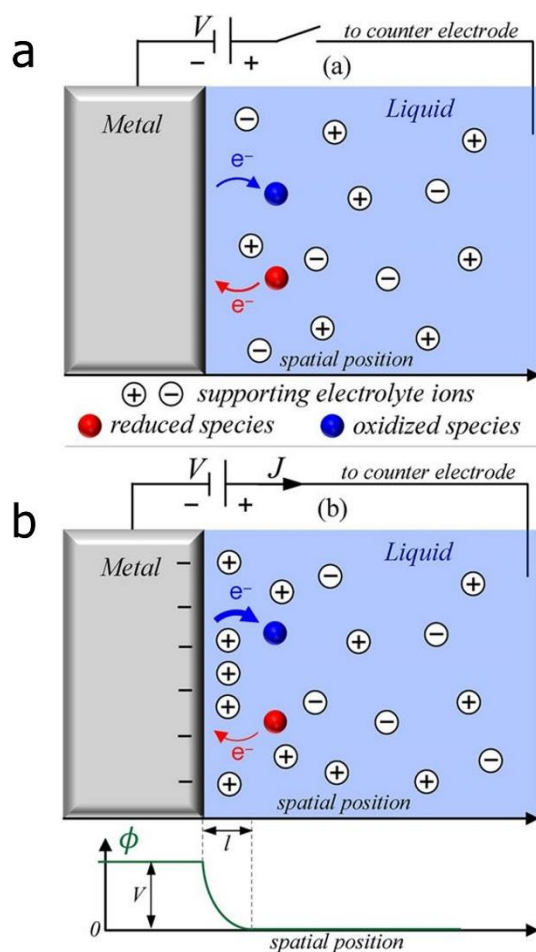 a
V
− +
to counter electrode
(a)
Metal
Liquid
e⁻
e⁻
spatial position
⊕ ⊖ supporting electrolyte ions
reduced species oxidized species
b
V
J
− +
to counter electrode
(b)
Metal
Liquid
e⁻
e⁻
spatial position
ϕ
l
V
0
spatial position